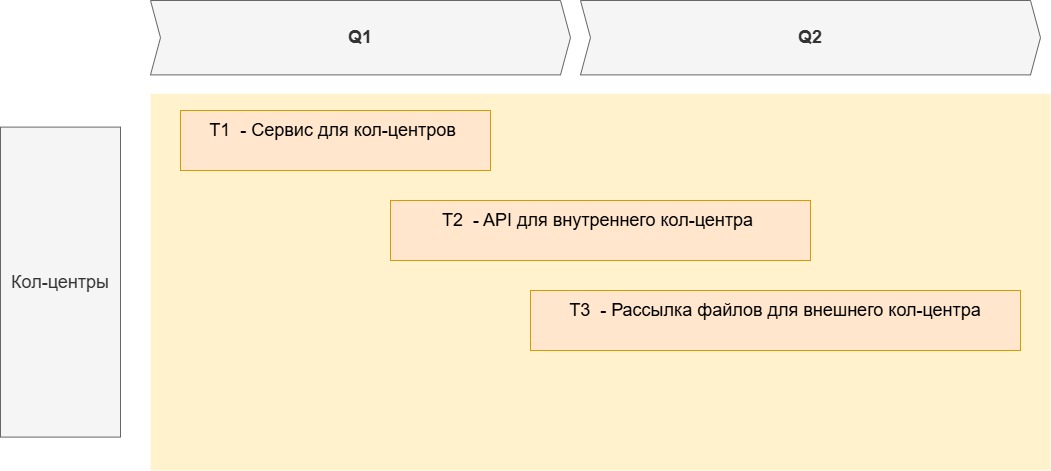 Q1
Q2
T1 - Сервис для кол-центров
T2 - API для внутреннего кол-центра
Кол-центры
T3 - Рассылка файлов для внешнего кол-центра